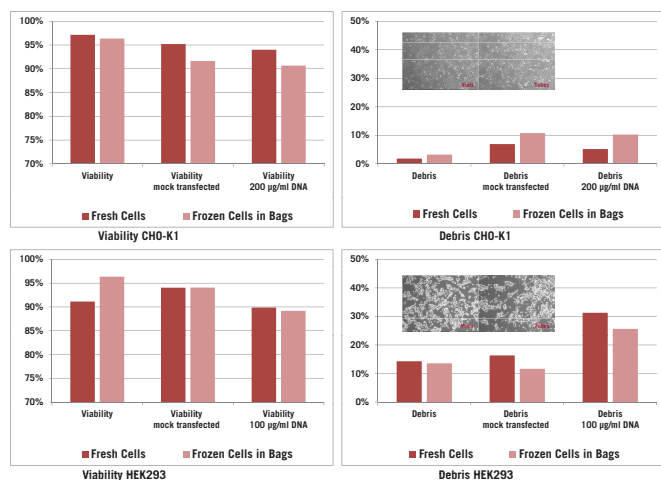 100%
95%
90%
85%
80%
75%
70%
Viability
Viability
mock transfected
Viability
200 µg/ml DNA
Fresh Cells
Frozen Cells in Bags
Viability CHO-K1
50%
40%
30%
20%
10%
0%
Tubes
Debris
Debris
mock transfected
Debris
200 µg/ml DNA
Fresh Cells
Frozen Cells in Bags
Debris CHO-K1
100%
95%
90%
85%
80%
75%
70%
Viability
Viability
mock transfected
Viability
100 µg/ml DNA
Fresh Cells
Frozen Cells in Bags
Viability HEK293
50%
40%
30%
20%
10%
0%
Tubes
Debris
Debris
mock transfected
Debris
100 µg/ml DNA
Fresh Cells
Frozen Cells in Bags
Debris HEK293